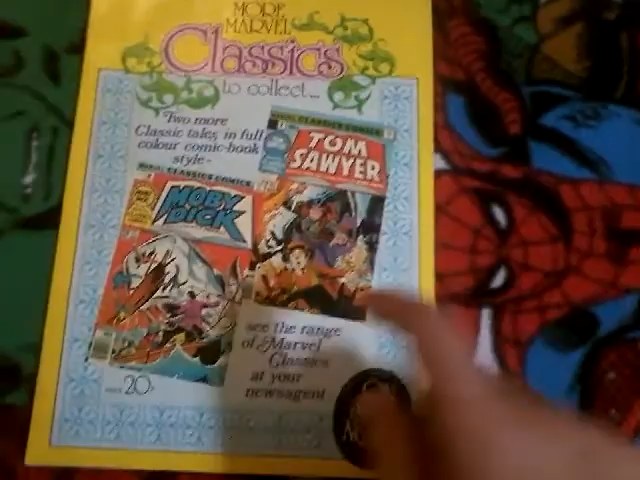 MORE
MARVEL
Classics
to collect...
Two more
Classic tales in full
colour comic-book
style-
MARVEL CLASSICS COMICS
TOM
SAWYER
MARVEL CLASSICS COMICS
MOBY
DICK
see the range
of Marvel
Classics
at your
newsagent
20p